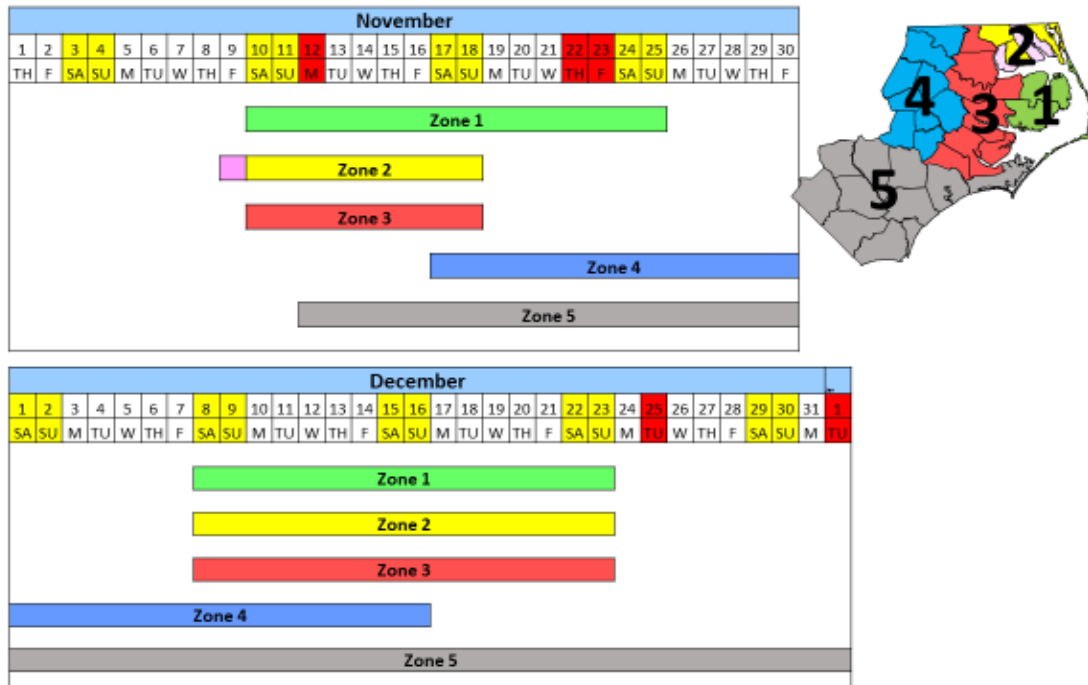 November
1 2 3 4 5 6 7 8 9 10 11 12 13 14 15 16 17 18 19 20 21 22 23 24 25 26 27 28 29 30
TH F SA SU M TU W TH F SA SU M TU W TH F SA SU M TU W TH F SA SU M TU W TH F
Zone 1
Zone 2
Zone 3
Zone 4
Zone 5
2
4
3
1
5
December
1 2 3 4 5 6 7 8 9 10 11 12 13 14 15 16 17 18 19 20 21 22 23 24 25 26 27 28 29 30 31 1
SA SU M TU W TH F SA SU M TU W TH F SA SU M TU W TH F SA SU M TU W TH F SA SU M TU
Zone 1
Zone 2
Zone 3
Zone 4
Zone 5